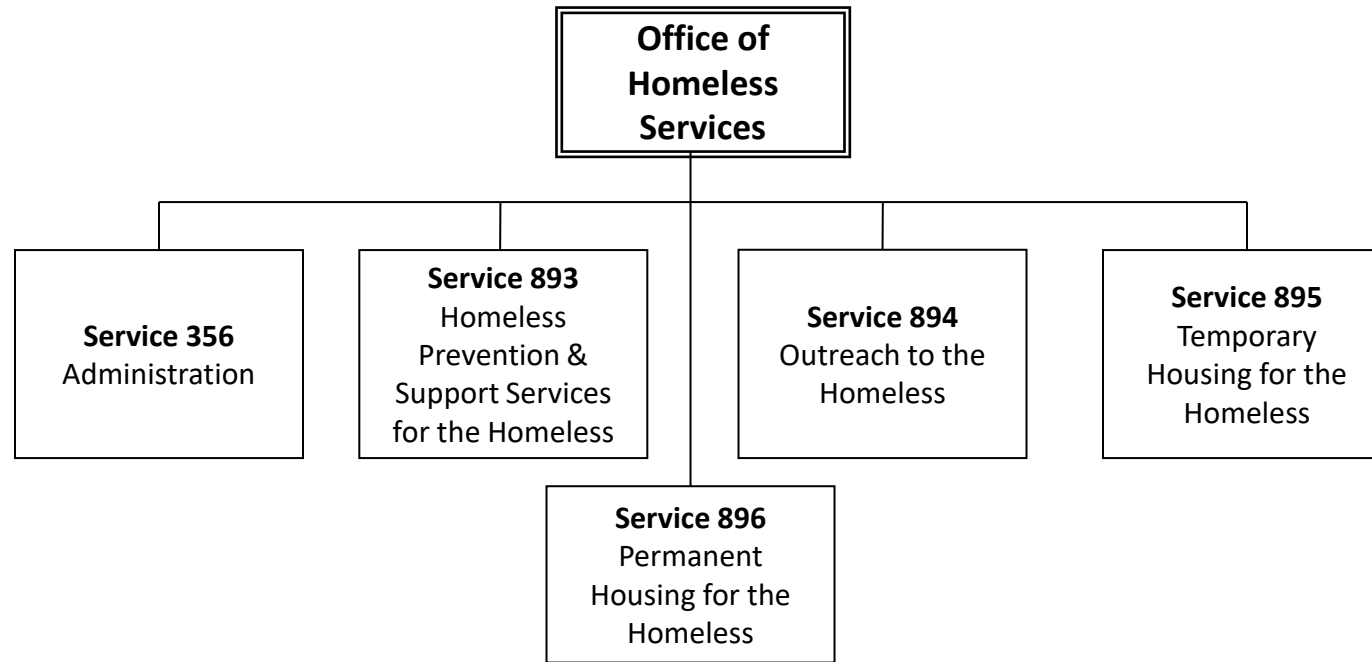 Office of
Homeless
Services
Service 356
Administration
Service 893
Homeless
Prevention &
Support Services
for the Homeless
Service 894
Outreach to the
Homeless
Service 895
Temporary
Housing for the
Homeless
Service 896
Permanent
Housing for the
Homeless